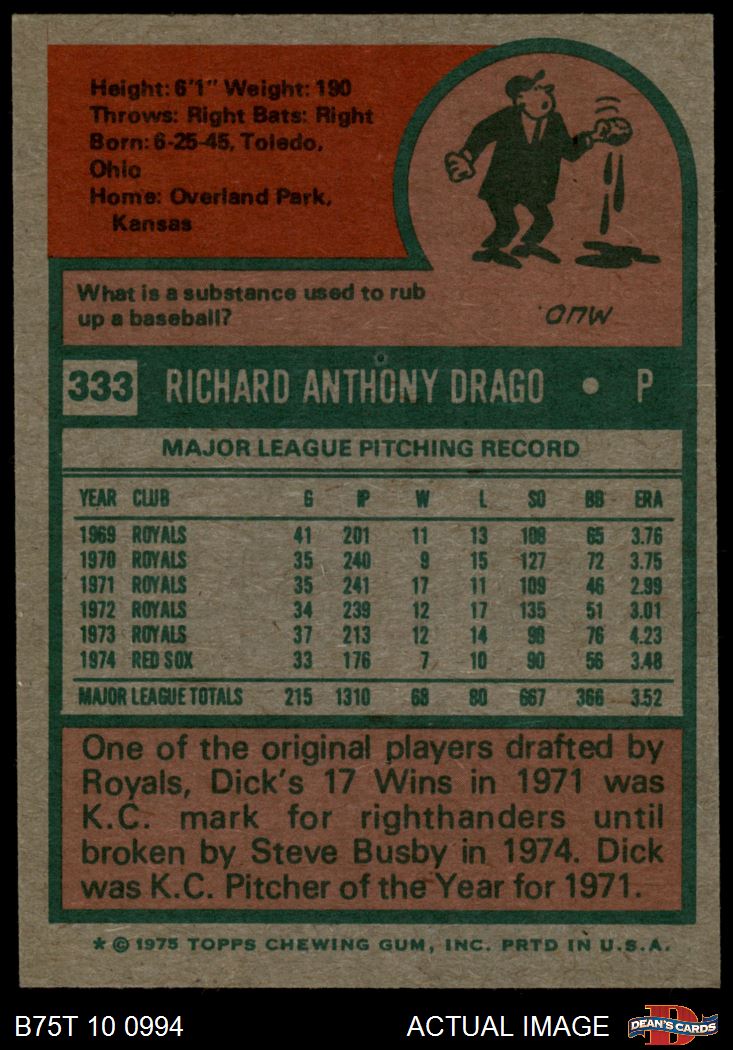 Height: 6'1" Weight: 190
Throws: Right Bats: Right
Born: 6-25-45, Toledo,
Ohio
Home: Overland Park,
Kansas
What is a substance used to rub
up a baseball?
MUD.
333 RICHARD ANTHONY DRAGO • P
MAJOR LEAGUE PITCHING RECORD
YEAR CLUB G IP W L SO BB ERA
1969 ROYALS 41 201 11 13 108 65 3.76
1970 ROYALS 35 240 9 15 127 72 3.75
1971 ROYALS 35 241 17 11 109 46 2.99
1972 ROYALS 34 239 12 17 135 51 3.01
1973 ROYALS 37 213 12 14 98 76 4.23
1974 RED SOX 33 176 7 10 90 56 3.48
MAJOR LEAGUE TOTALS 215 1310 68 80 667 366 3.52
One of the original players drafted by
Royals, Dick's 17 Wins in 1971 was
K.C. mark for righthanders until
broken by Steve Busby in 1974. Dick
was K.C. Pitcher of the Year for 1971.
* © 1975 TOPPS CHEWING GUM, INC. PRTD IN U.S.A.
B75T 10 0994 ACTUAL IMAGE DEAN'S CARDS